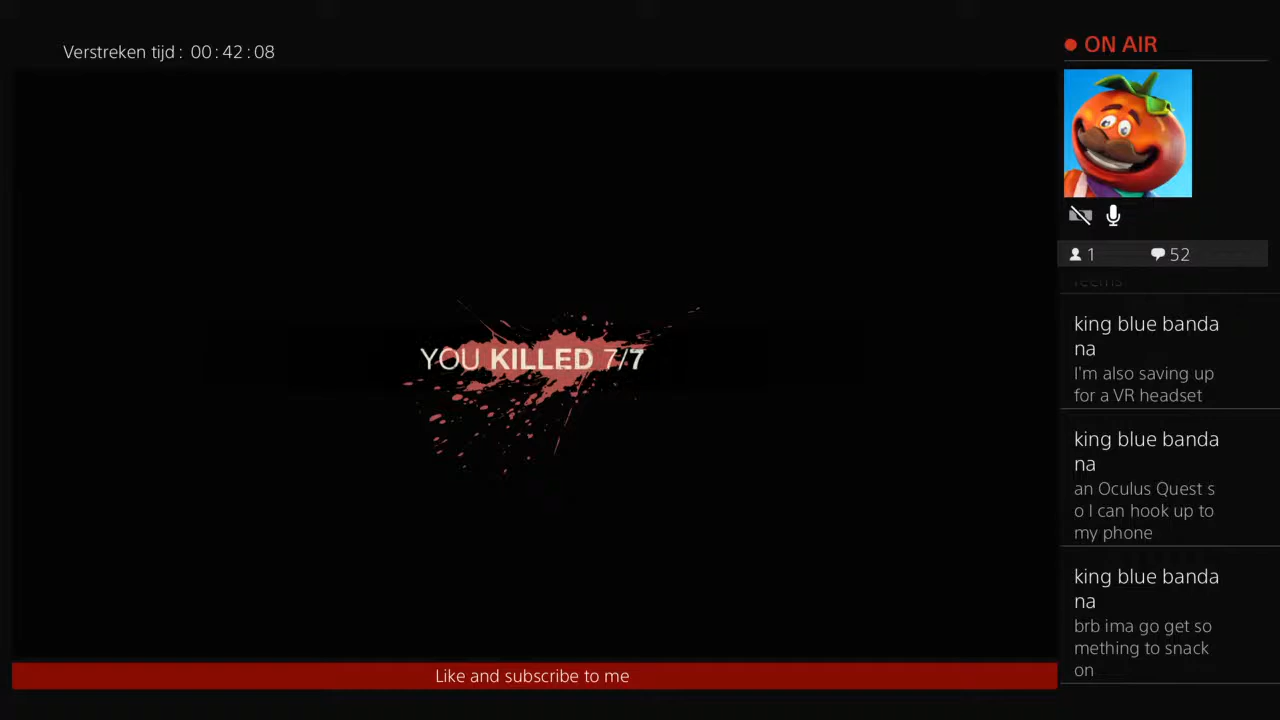 Verstreken tijd: 00:42:08
ON AIR
1 52
king blue banda
na
I'm also saving up
for a VR headset
king blue banda
na
an Oculus Quest s
o I can hook up to
my phone
king blue banda
na
brb ima go get so
mething to snack
on
YOU KILLED 7/7
Like and subscribe to me